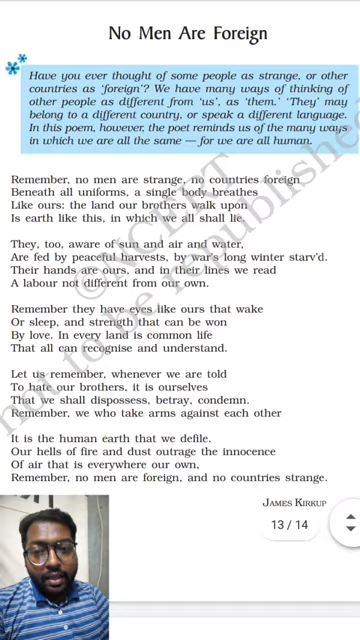 No Men Are Foreign
Have you ever thought of some people as strange, or other
countries as ‘foreign’? We have many ways of thinking of
other people as different from ‘us’, as ‘them.’ ‘They’ may
belong to a different country, or speak a different language.
In this poem, however, the poet reminds us of the many ways
in which we are all the same — for we are all human.
Remember, no men are strange, no countries foreign
Beneath all uniforms, a single body breathes
Like ours: the land our brothers walk upon
Is earth like this, in which we all shall lie.
They, too, aware of sun and air and water,
Are fed by peaceful harvests, by war’s long winter starv’d.
Their hands are ours, and in their lines we read
A labour not different from our own.
Remember they have eyes like ours that wake
Or sleep, and strength that can be won
By love. In every land is common life
That all can recognise and understand.
Let us remember, whenever we are told
To hate our brothers, it is ourselves
That we shall dispossess, betray, condemn.
Remember, we who take arms against each other
It is the human earth that we defile.
Our hells of fire and dust outrage the innocence
Of air that is everywhere our own,
Remember, no men are foreign, and no countries strange.
JAMES KIRKUP
13 / 14
©NCERT
not to be republished